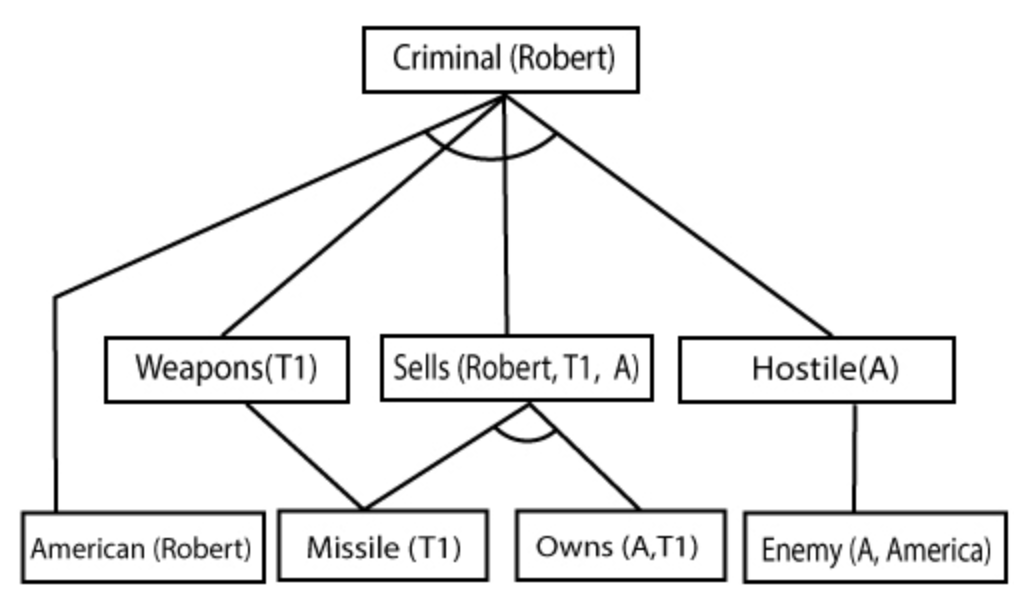 Criminal (Robert)
Weapons(T1)
Sells (Robert, T1, A)
Hostile(A)
American (Robert)
Missile (T1)
Owns (A,T1)
Enemy (A, America)